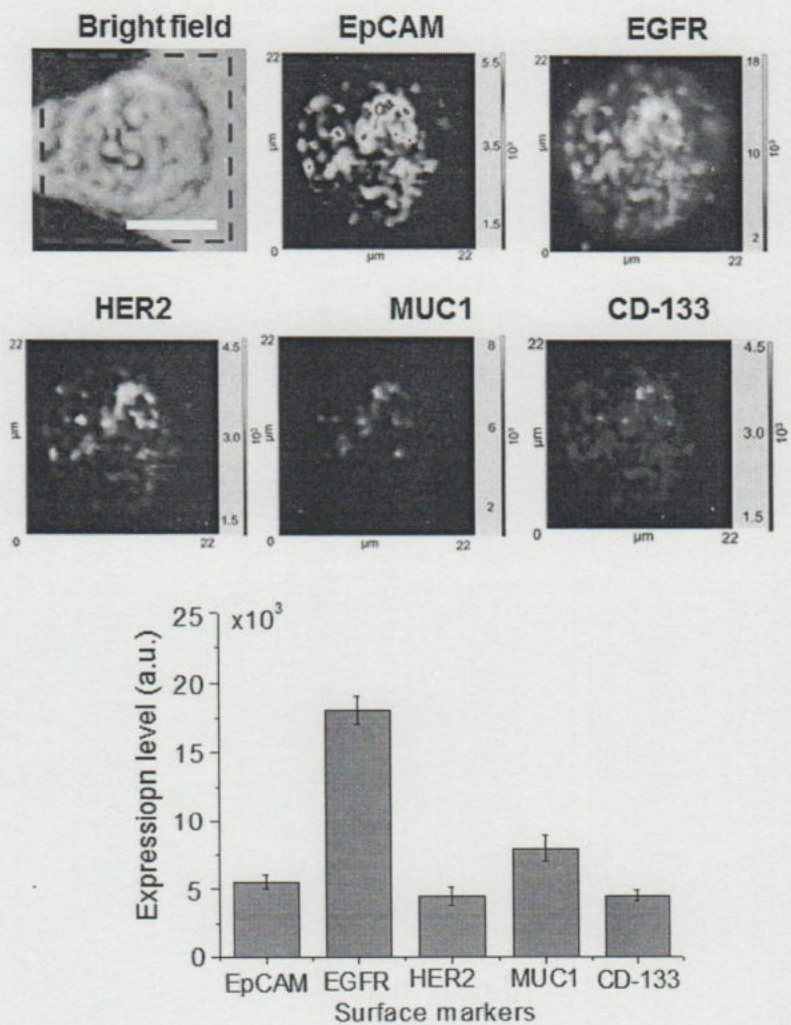 Bright field EpCAM EGFR
22 5.5 22 18
µm 3.5 10³ µm 10 10³
1.5 2
0 µm 22 0 µm 22
HER2 MUC1 CD-133
22 4.5 22 8 22 4.5
µm 3.0 10³ µm 6 10³ µm 3.0 10³
1.5 2 1.5
0 µm 22 0 µm 22 0 µm 22
25 x10³
20
15
10
5
0
Expressiopn level (a.u.)
EpCAM EGFR HER2 MUC1 CD-133
Surface markers